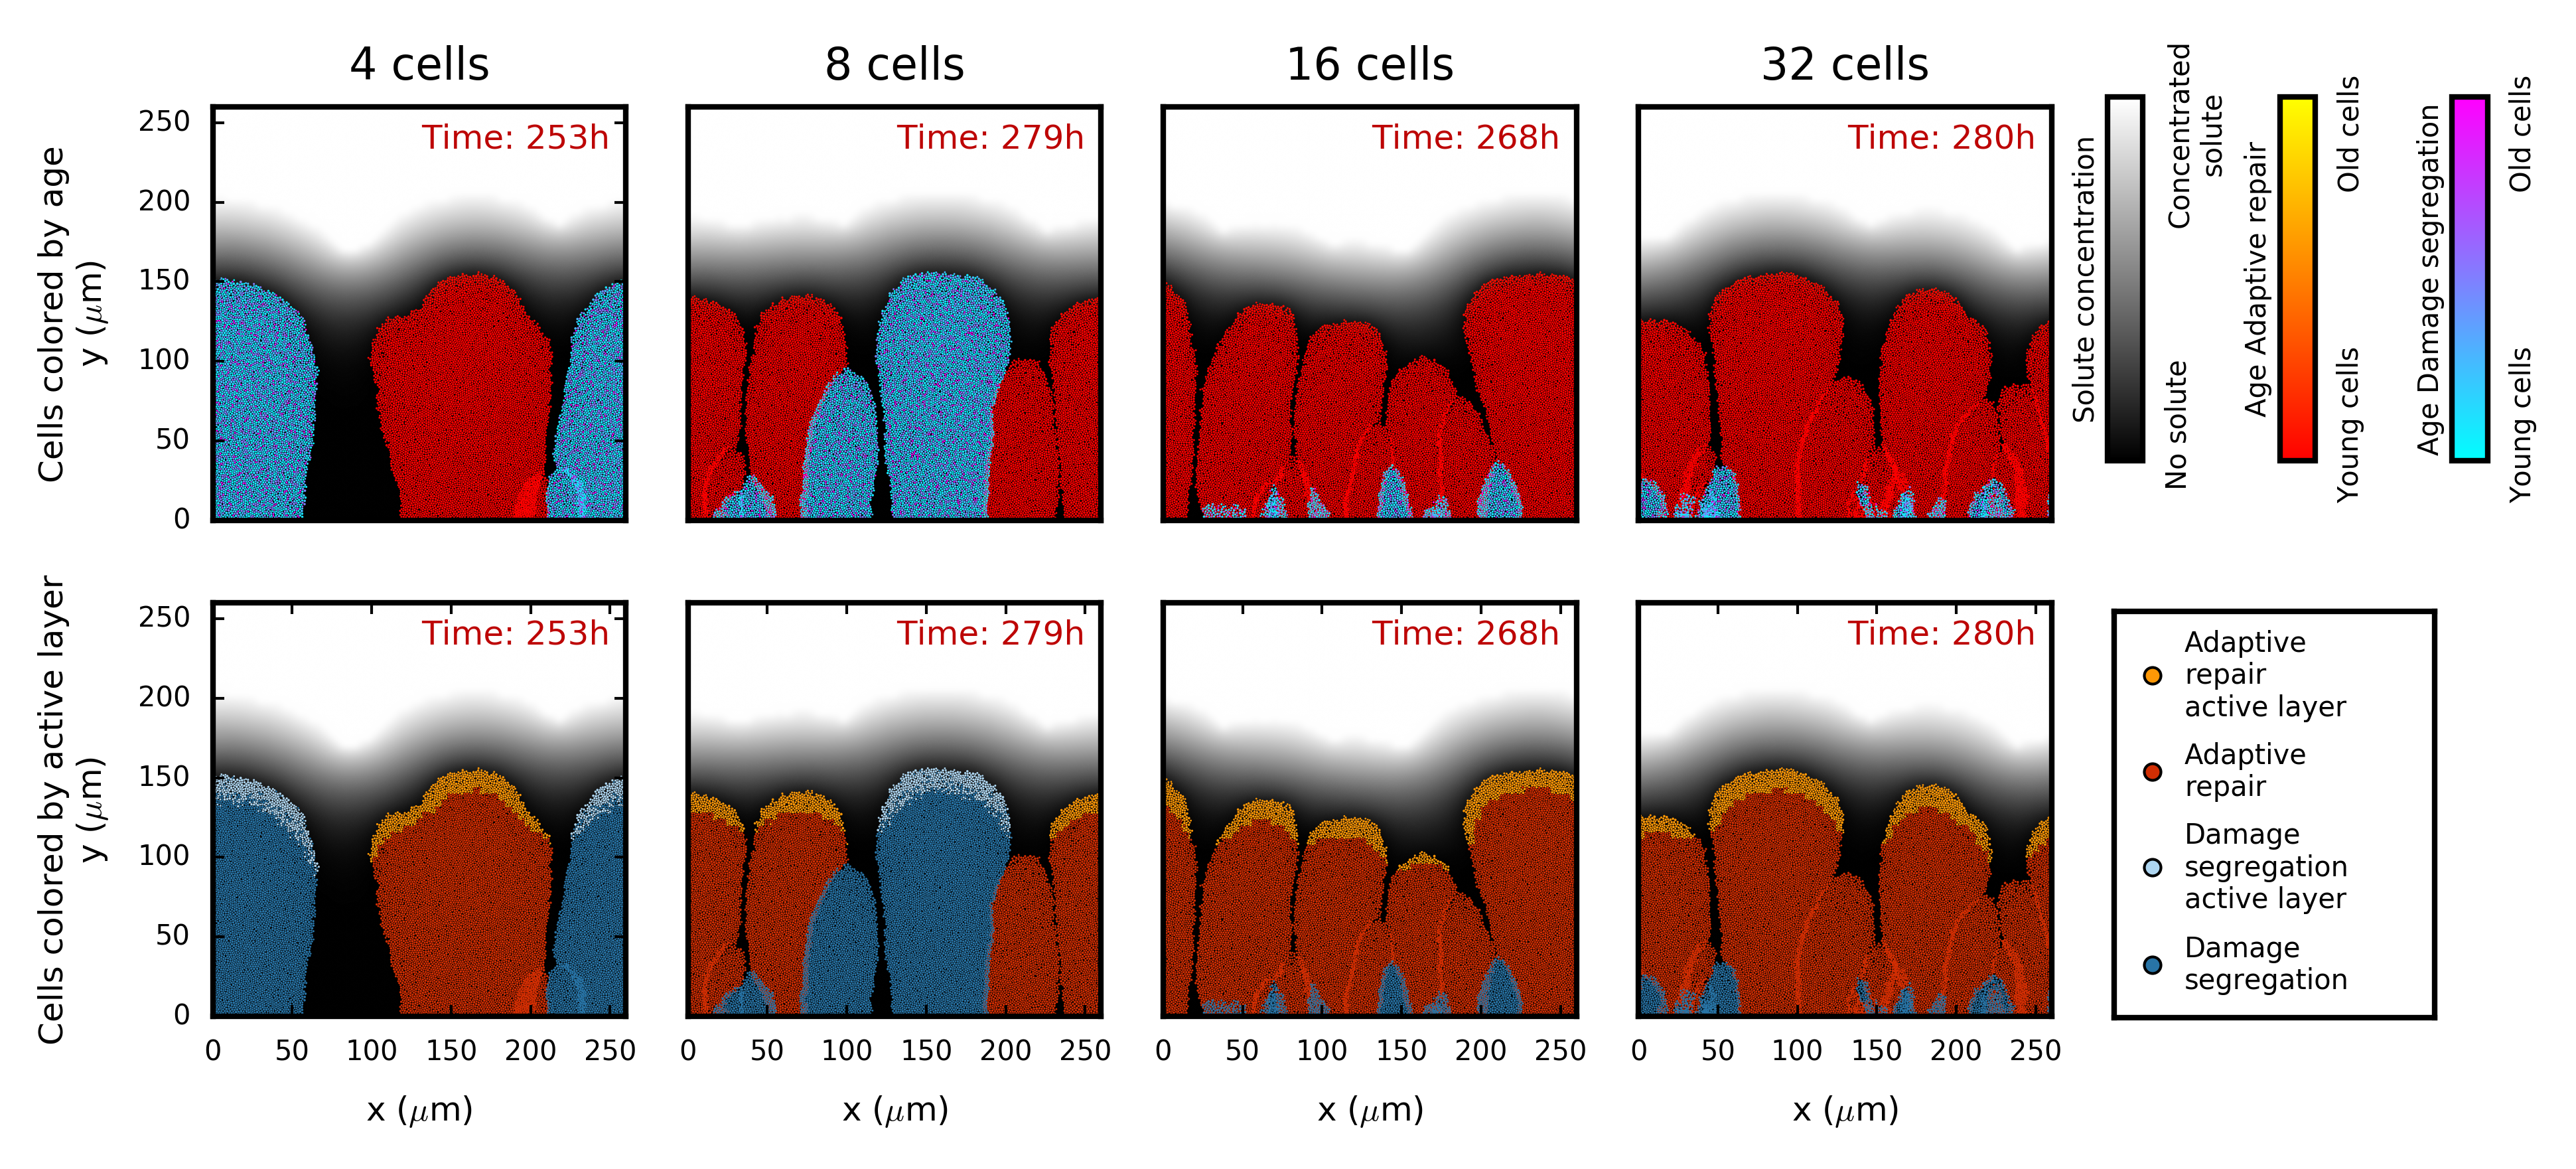 4 cells
8 cells
16 cells
32 cells
Cells colored by age
y (μm)
250
200
150
100
50
0
Time: 253h
Time: 279h
Time: 268h
Time: 280h
Solute concentration
No solute
Concentrated
solute
Age Adaptive repair
Young cells
Old cells
Age Damage segregation
Young cells
Old cells
Cells colored by active layer
y (μm)
250
200
150
100
50
0
Time: 253h
Time: 279h
Time: 268h
Time: 280h
0 50 100 150 200 250
0 50 100 150 200 250
0 50 100 150 200 250
0 50 100 150 200 250
x (μm)
x (μm)
x (μm)
x (μm)
Adaptive
repair
active layer
Adaptive
repair
Damage
segregation
active layer
Damage
segregation